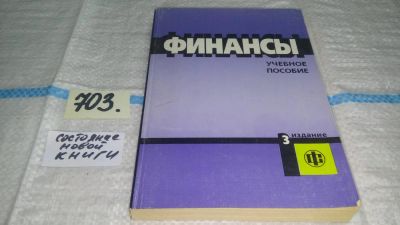 ФИНАНСЫ
УЧЕБНОЕ
ПОСОБИЕ
3 издание
703.
состояние
новой
книги